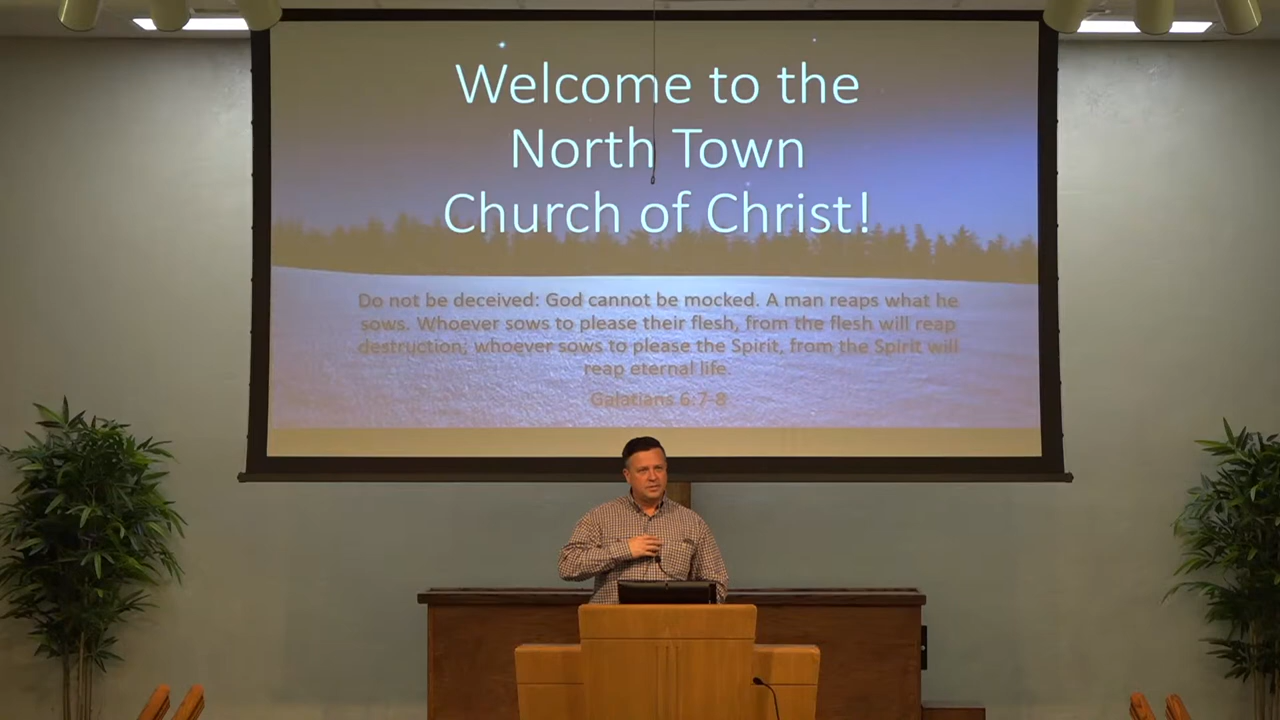 Welcome to the
North Town
Church of Christ!
Do not be deceived: God cannot be mocked. A man reaps what he
sows. Whoever sows to please their flesh, from the flesh will reap
destruction; whoever sows to please the Spirit, from the Spirit will
reap eternal life.
Galatians 6:7-8